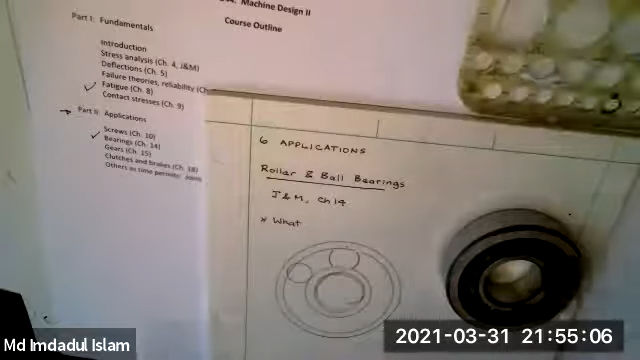 Machine Design II
Course Outline
Part I: Fundamentals
Introduction
Stress analysis (Ch. 4, J&M)
Deflections (Ch. 5)
Failure theories, reliability (Ch
Fatigue (Ch. 8)
Contact stresses (Ch. 9)
Part II: Applications
Screws (Ch. 10)
Bearings (Ch. 14)
Gears (Ch. 15)
Clutches and brakes (Ch. 18)
Others as time permits:
6 APPLICATIONS
Roller & Ball Bearings
J&M, Ch 14
* What
Md Imdadul Islam
2021-03-31 21:55:06